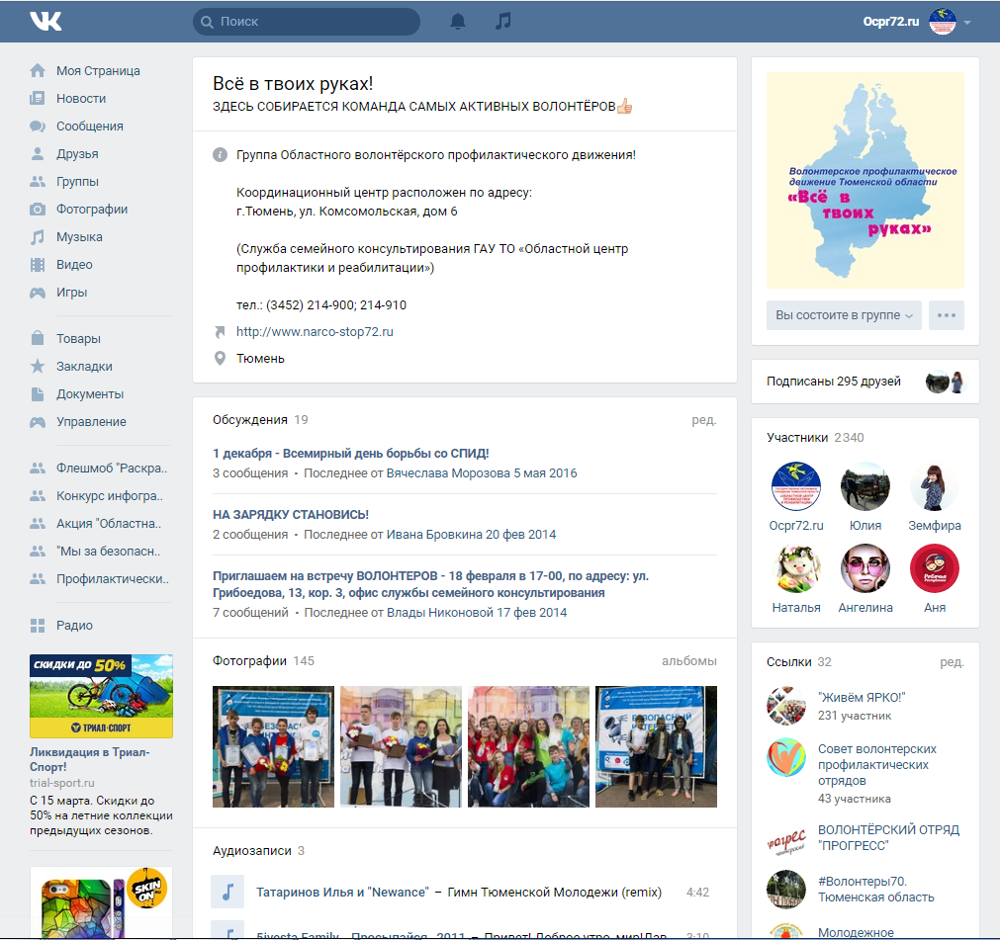 Поиск
Ocpr72.ru
Моя Страница
Новости
Сообщения
Друзья
Группы
Фотографии
Музыка
Видео
Игры
Товары
Закладки
Документы
Управление
Флешмоб "Раскра..
Конкурс инфогра..
Акция "Областна..
"Мы за безопасн..
Профилактически..
Радио
СКИДКИ ДО 50%
ТРИАЛ-СПОРТ
Ликвидация в Триал-
Спорт!
trial-sport.ru
С 15 марта. Скидки до
50% на летние коллекции
предыдущих сезонов.
SKIN
ON
Всё в твоих руках!
ЗДЕСЬ СОБИРАЕТСЯ КОМАНДА САМЫХ АКТИВНЫХ ВОЛОНТЁРОВ👍
Группа Областного волонтёрского профилактического движения!
Координационный центр расположен по адресу:
г.Тюмень, ул. Комсомольская, дом 6
(Служба семейного консультирования ГАУ ТО «Областной центр
профилактики и реабилитации»)
тел.: (3452) 214-900; 214-910
http://www.narco-stop72.ru
Тюмень
Обсуждения 19
ред.
1 декабря - Всемирный день борьбы со СПИД!
3 сообщения • Последнее от Вячеслава Морозова 5 мая 2016
НА ЗАРЯДКУ СТАНОВИСЬ!
2 сообщения • Последнее от Ивана Бровкина 20 фев 2014
Приглашаем на встречу ВОЛОНТЕРОВ - 18 февраля в 17-00, по адресу: ул.
Грибоедова, 13, кор. 3, офис службы семейного консультирования
7 сообщений • Последнее от Влады Никоновой 17 фев 2014
Фотографии 145
альбомы
БЕЗОПАСНЫЙ
ИНТЕРНЕТ
Аудиозаписи 3
Татаринов Илья и "Newance" – Гимн Тюменской Молодежи (remix) 4:42
5ivesta Family - Просыпайся, 2011 – Привет! Доброе утро, мир!Дав 3:10
Волонтерское профилактическое
движение Тюменской области
«Всё в
твоих
руках»
Вы состоите в группе
Подписаны 295 друзей
Участники 2 340
Ocpr72.ru
Юлия
Земфира
Ребячья
Республика
Наталья
Ангелина
Аня
Ссылки 32
ред.
"Живём ЯРКО!"
231 участник
Совет волонтерских
профилактических
отрядов
43 участника
ВОЛОНТЁРСКИЙ ОТРЯД
"ПРОГРЕСС"
#Волонтеры70.
Тюменская область
Молодежное